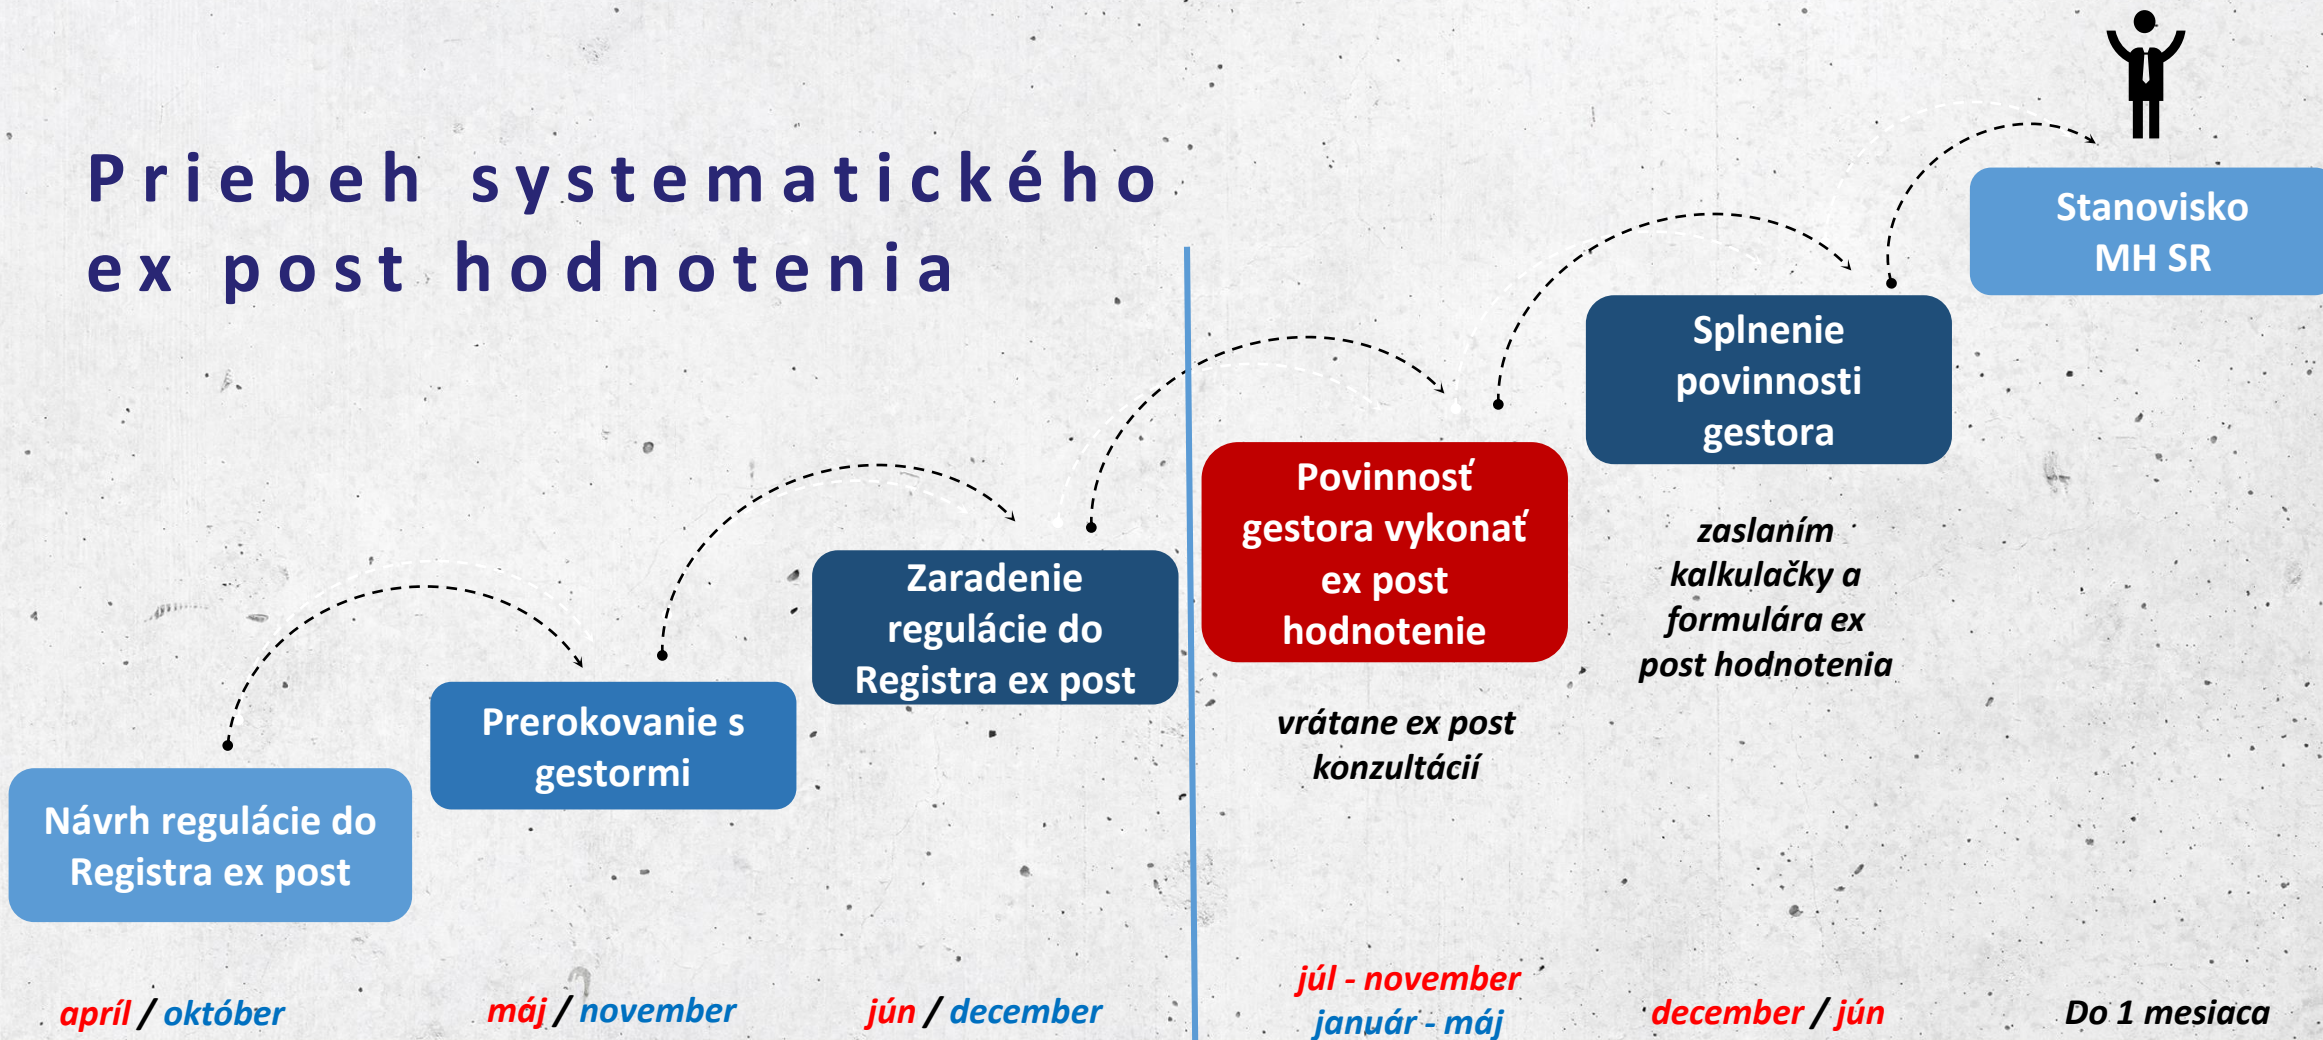 Priebeh systematického
ex post hodnotenia
Návrh regulácie do
Registra ex post
apríl / október
Prerokovanie s
gestormi
máj / november
Zaradenie
regulácie do
Registra ex post
jún / december
Povinnosť
gestora vykonať
ex post
hodnotenie
vrátane ex post
konzultácií
júl - november
január - máj
Splnenie
povinnosti
gestora
zaslaním
kalkulačky a
formulára ex
post hodnotenia
december / jún
Stanovisko
MH SR
Do 1 mesiaca